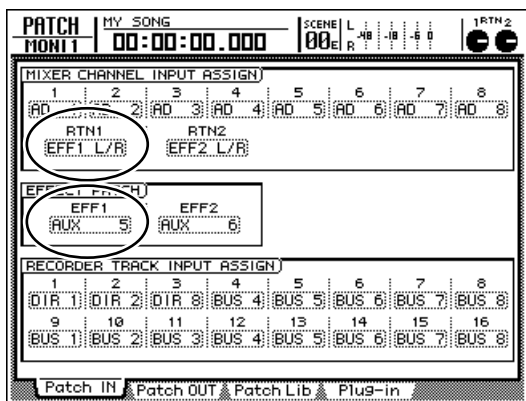 PATCH MY SONG SCENE L -48 -18 -6 0 1 RTN 2
MONI1 00:00:00.000 00E R
MIXER CHANNEL INPUT ASSIGN
1 2 3 4 5 6 7 8
AD 2 AD 3 AD 4 AD 5 AD 6 AD 7 AD 8
RTN1 RTN2
EFF1 L/R EFF2 L/R
EFFECT PATCH
EFF1 EFF2
AUX 5 AUX 6
RECORDER TRACK INPUT ASSIGN
1 2 3 4 5 6 7 8
DIR 1 DIR 2 DIR 8 BUS 4 BUS 5 BUS 6 BUS 7 BUS 8
9 10 11 12 13 14 15 16
BUS 1 BUS 2 BUS 3 BUS 4 BUS 5 BUS 6 BUS 7 BUS 8
Patch IN Patch OUT Patch Lib Plug-in